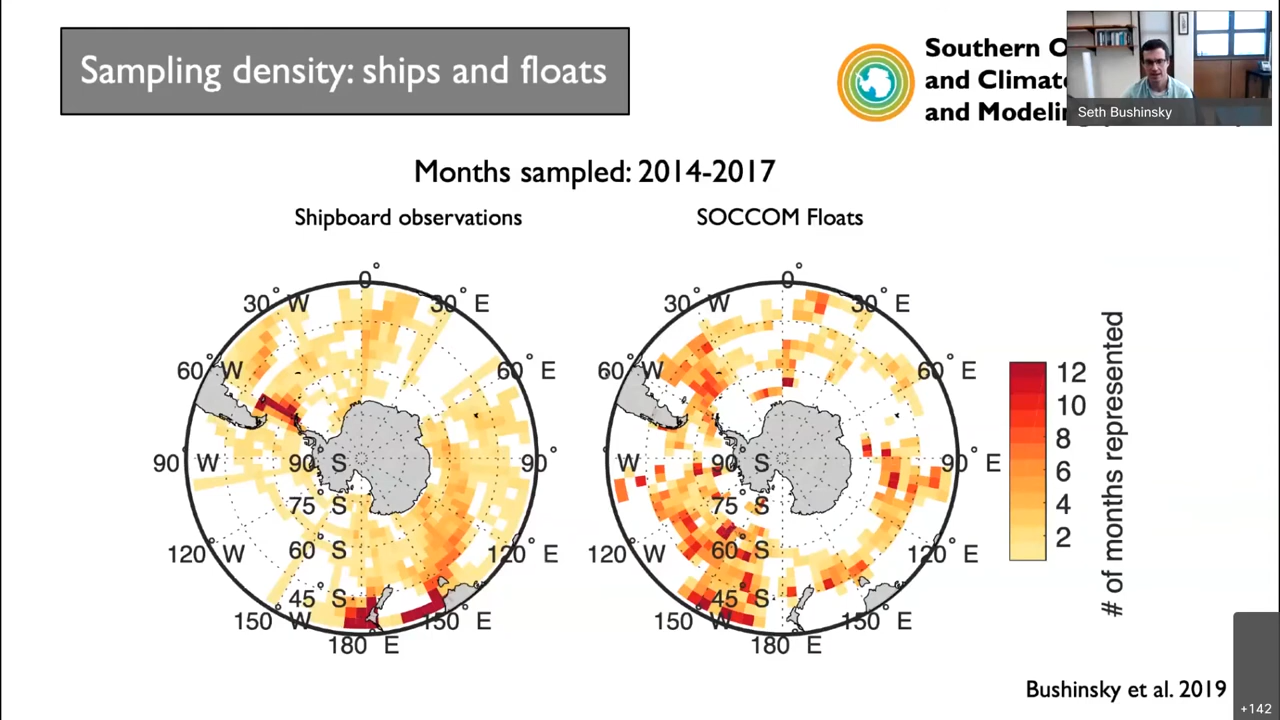 Sampling density: ships and floats
Southern O
and Climat
and Modeli
Seth Bushinsky
Months sampled: 2014-2017
Shipboard observations
SOCCOM Floats
0°
30° W
30° E
60° W
60° E
90° W
90° S
90°
75° S
60° S
120° W
120° E
45° S
150° W
150° E
180° E
0°
30° W
30° E
60° W
60° E
W
90° S
90° E
75° S
60° S
120° W
120° E
45° S
150° W
150° E
180° E
12
10
8
6
4
2
# of months represented
Bushinsky et al. 2019
+142